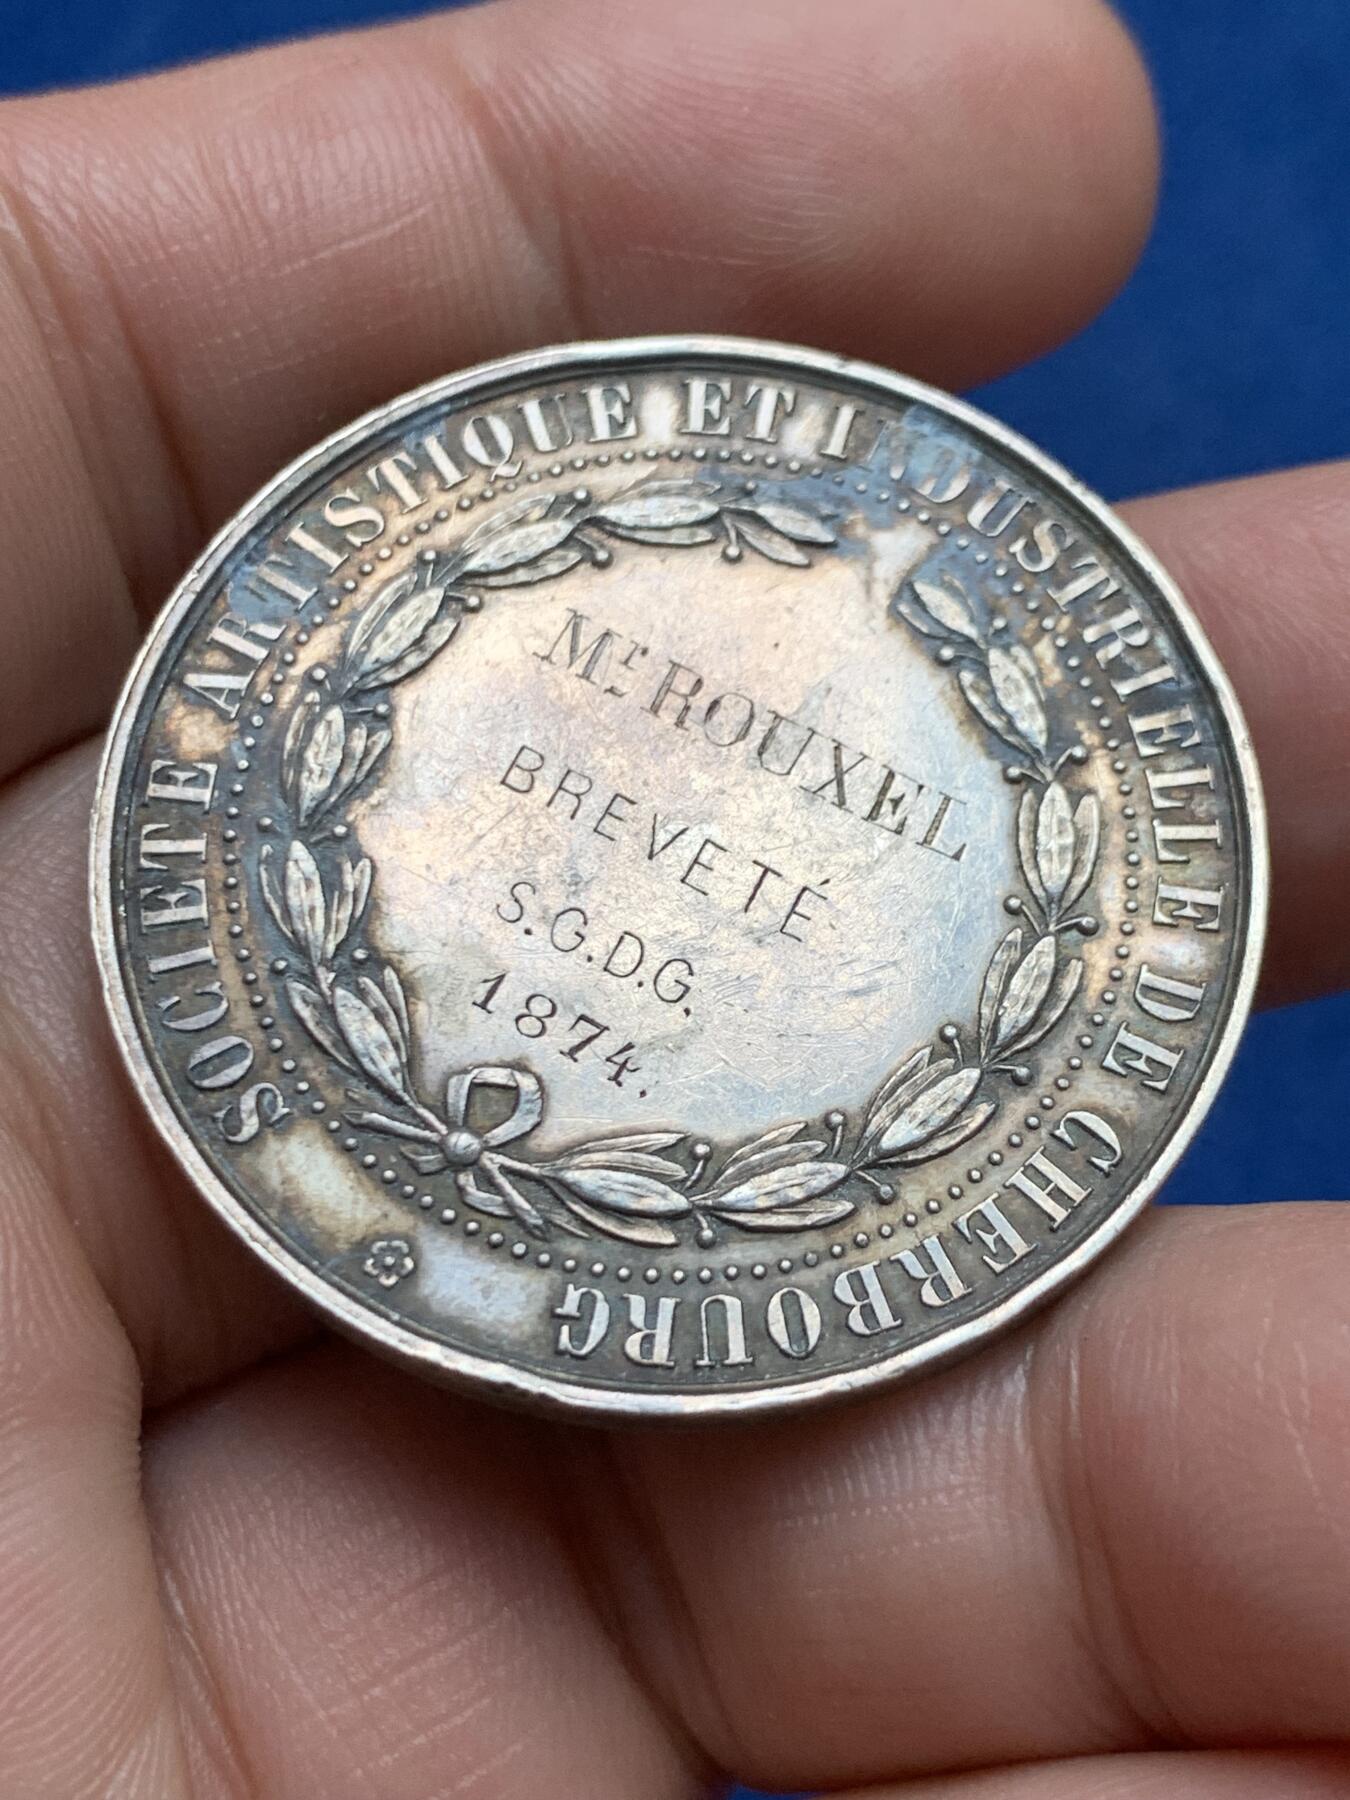 SOCIETE ARTISTIQUE ET INDUSTRIELLE DE CHERBOURG
Mr ROUXEL
BREVETÉ
S.G.D.G.
1874.